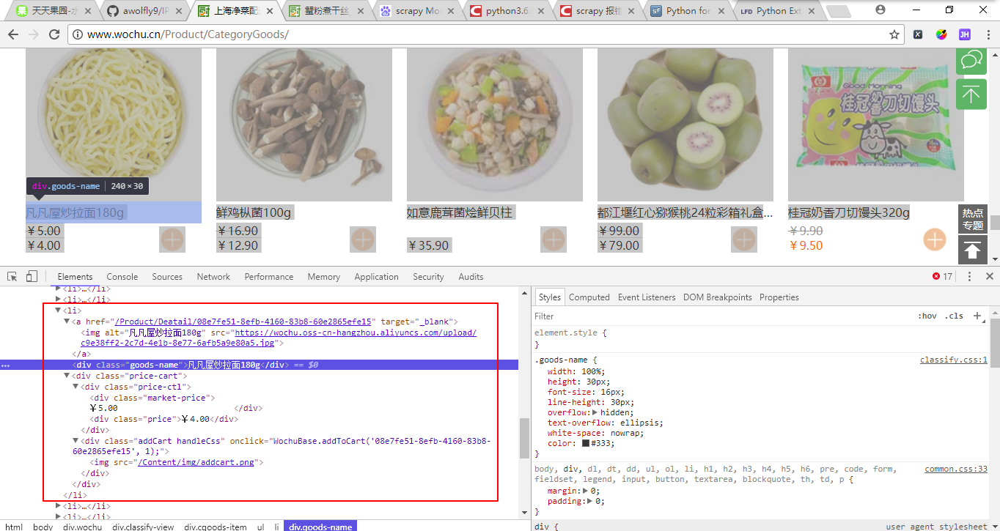 天天果园-水
awolfly9/IP
上海净菜配
蟹粉煮干丝
scrapy Mo
python3.6.
scrapy 报错
Python for
LFD Python Ext
www.wochu.cn/Product/CategoryGoods/
JH
Good Morning
桂冠奶香刀切馒头
div.goods-name 240×30
凡凡屋炒拉面180g
鲜鸡枞菌100g
如意鹿茸菌烩鲜贝柱
都江堰红心猕猴桃24粒彩箱礼盒...
桂冠奶香刀切馒头320g
￥5.00
￥16.90
￥99.00
￥9.90
￥4.00
￥12.90
￥35.90
￥79.00
￥9.50
热点
专题
Elements Console Sources Network Performance Memory Application Security Audits
17
▶<li>…</li>
▶<li>…</li>
▼<li>
▼<a href="/Product/Deatail/08e7fe51-8efb-4160-83b8-60e2865efe15" target="_blank">
<img alt="凡凡屋炒拉面180g" src="https://wochu.oss-cn-hangzhou.aliyuncs.com/upload/
c9e38ff2-2c7d-4e1b-8e77-6afb5a9e80a5.jpg">
</a>
... <div class="goods-name">凡凡屋炒拉面180g</div> == $0
▼<div class="price-cart">
▼<div class="price-ctl">
<div class="market-price">
￥5.00 </div>
<div class="price">￥4.00</div>
</div>
▼<div class="addCart handleCss" onclick="WochuBase.addToCart('08e7fe51-8efb-4160-83b8-
60e2865efe15', 1);">
<img src="/Content/img/addcart.png">
</div>
</div>
</li>
▶<li>…</li>
▶<li>…</li>
html body div.wochu div.classify-view div.cgoods-item ul li div.goods-name
Styles Computed Event Listeners DOM Breakpoints Properties
Filter :hov .cls +
element.style {
}
.goods-name { classify.css:1
width: 100%;
height: 30px;
font-size: 16px;
line-height: 30px;
overflow:▶hidden;
text-overflow: ellipsis;
white-space: nowrap;
color: #333;
}
body, div, dl, dt, dd, ul, ol, li, h1, h2, h3, h4, h5, h6, pre, code, form, common.css:33
fieldset, legend, input, button, textarea, blockquote, th, td, p {
margin:▶0;
padding:▶0;
}
div { user agent stylesheet